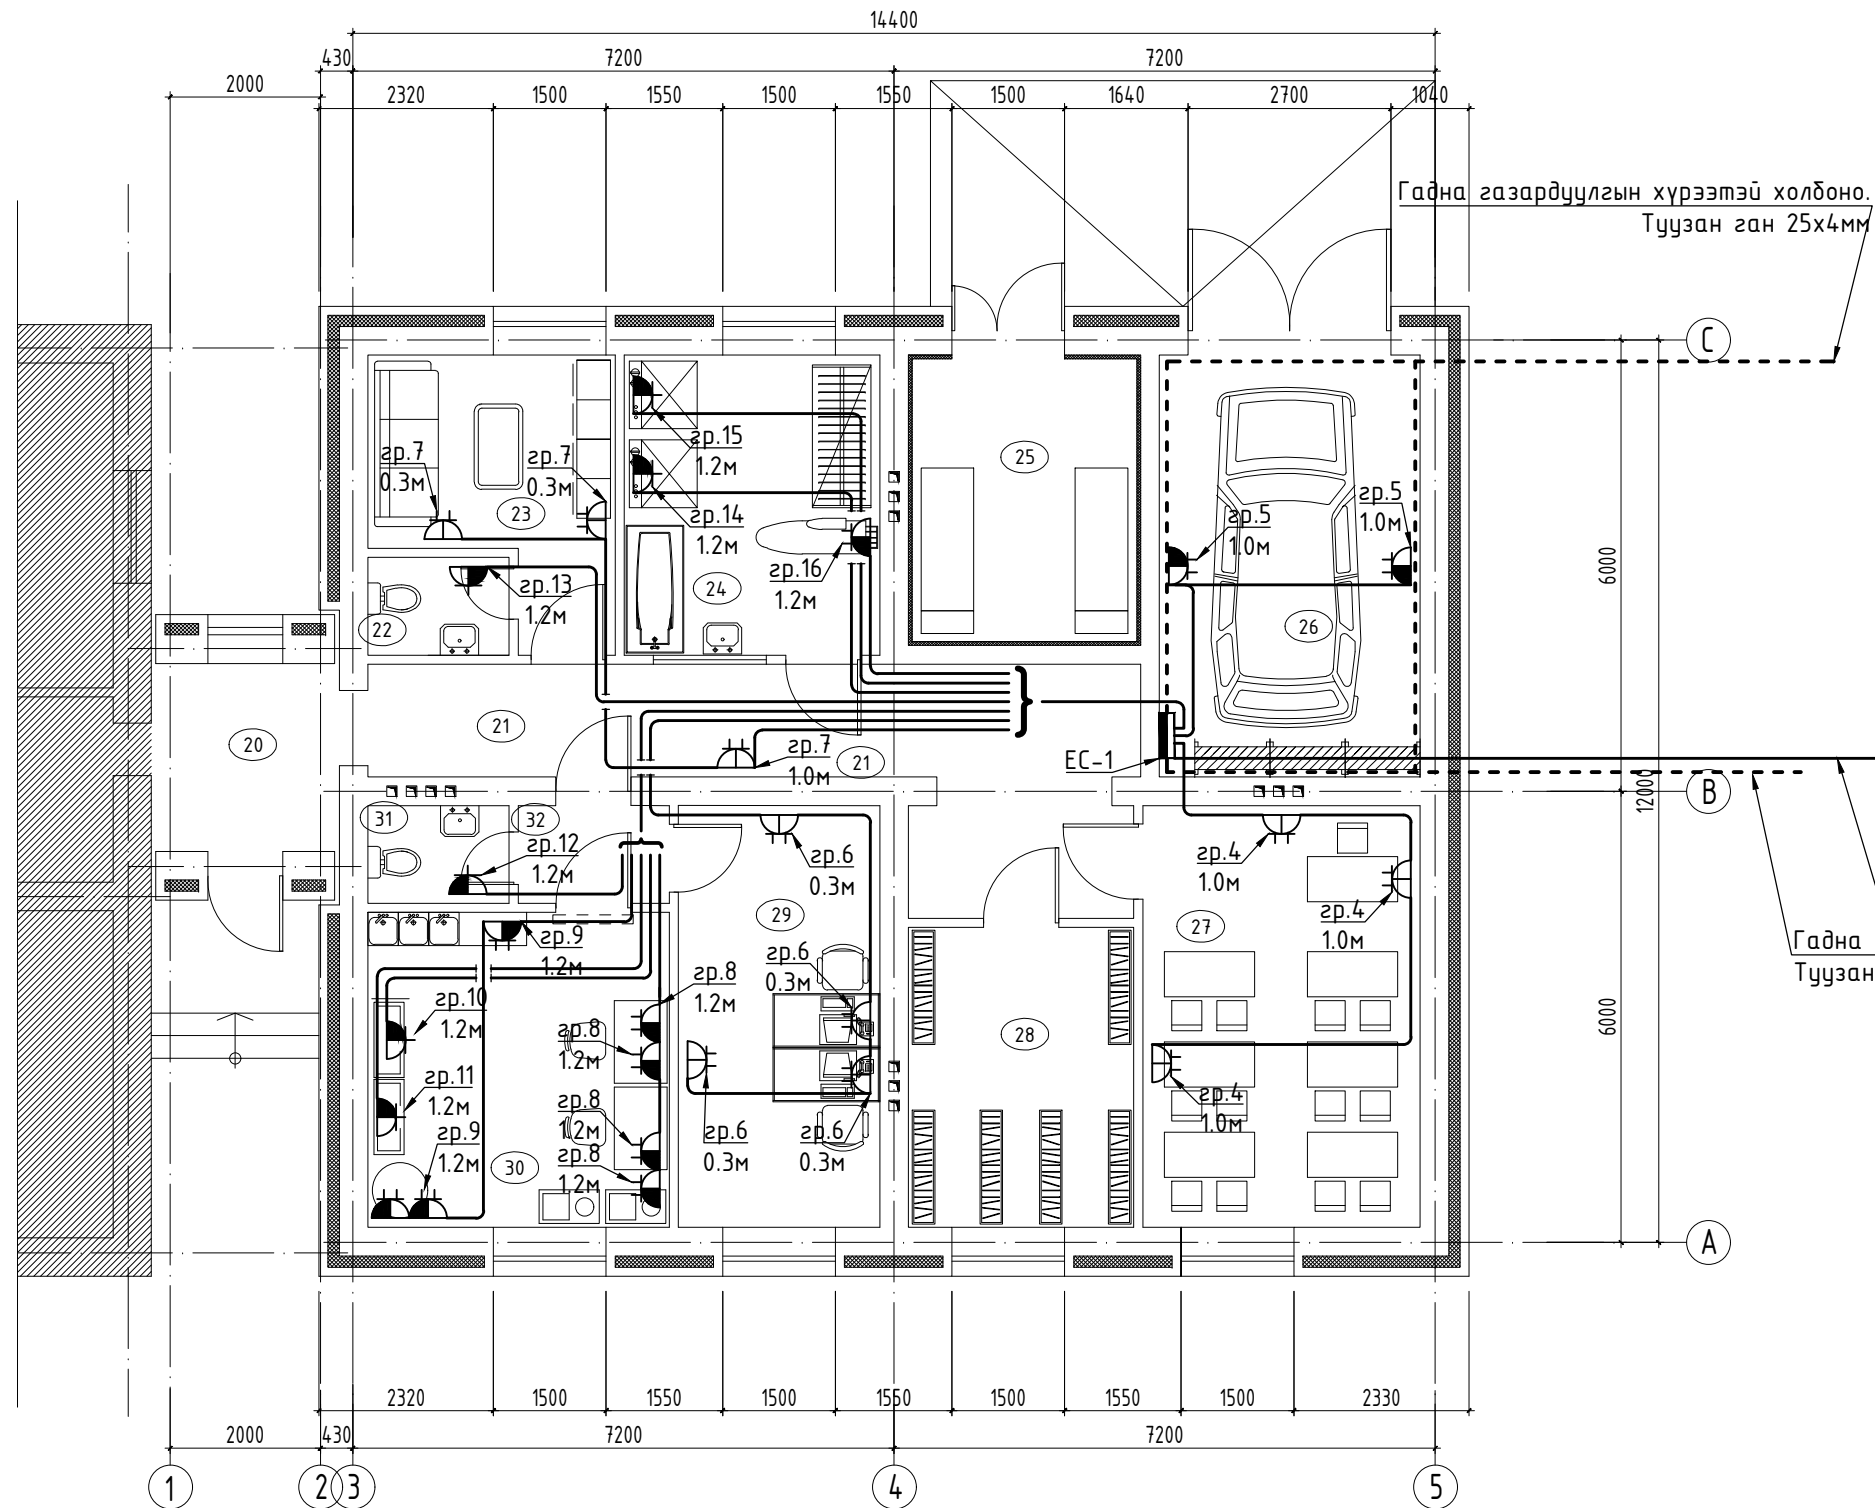 14400
430
7200
7200
2000
2320
1500
1550
1500
1550
1500
1640
2700
1040
Гадна газардуулгын хүрээтэй холбоно.
Туузан ган 25х4мм
C
гр.15
1.2м
гр.7
0.3м
гр.7
0.3м
25
гр.5
1.0м
гр.5
1.0м
23
гр.14
1.2м
гр.16
1.2м
6000
гр.13
1.2м
24
22
26
21
20
гр.7
1.0м
21
ЕС-1
B
12000
31
32
гр.12
1.2м
гр.6
0.3м
гр.4
1.0м
29
гр.4
1.0м
27
гр.9
1.2м
гр.8
1.2м
гр.6
0.3м
Гадна
Туузан
гр.10
1.2м
гр.8
1.2м
28
6000
гр.11
1.2м
гр.8
1.2м
гр.4
1.0м
гр.9
1.2м
гр.6
0.3м
гр.6
0.3м
30
гр.8
1.2м
A
2320
1500
1550
1500
1550
1500
1550
1500
2330
2000
430
7200
7200
1
2
3
4
5